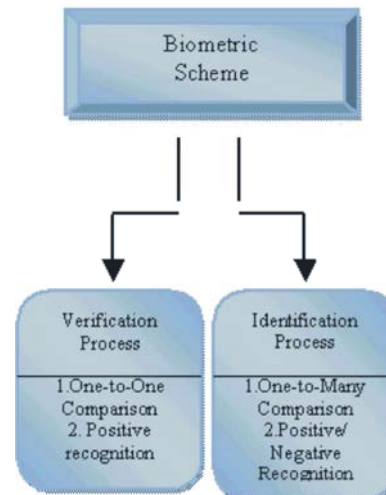 Biometric
Scheme
Verification
Process
1.One-to-One
Comparison
2. Positive
recognition
Identification
Process
1.One-to-Many
Comparison
2.Positive/
Negative
Recognition